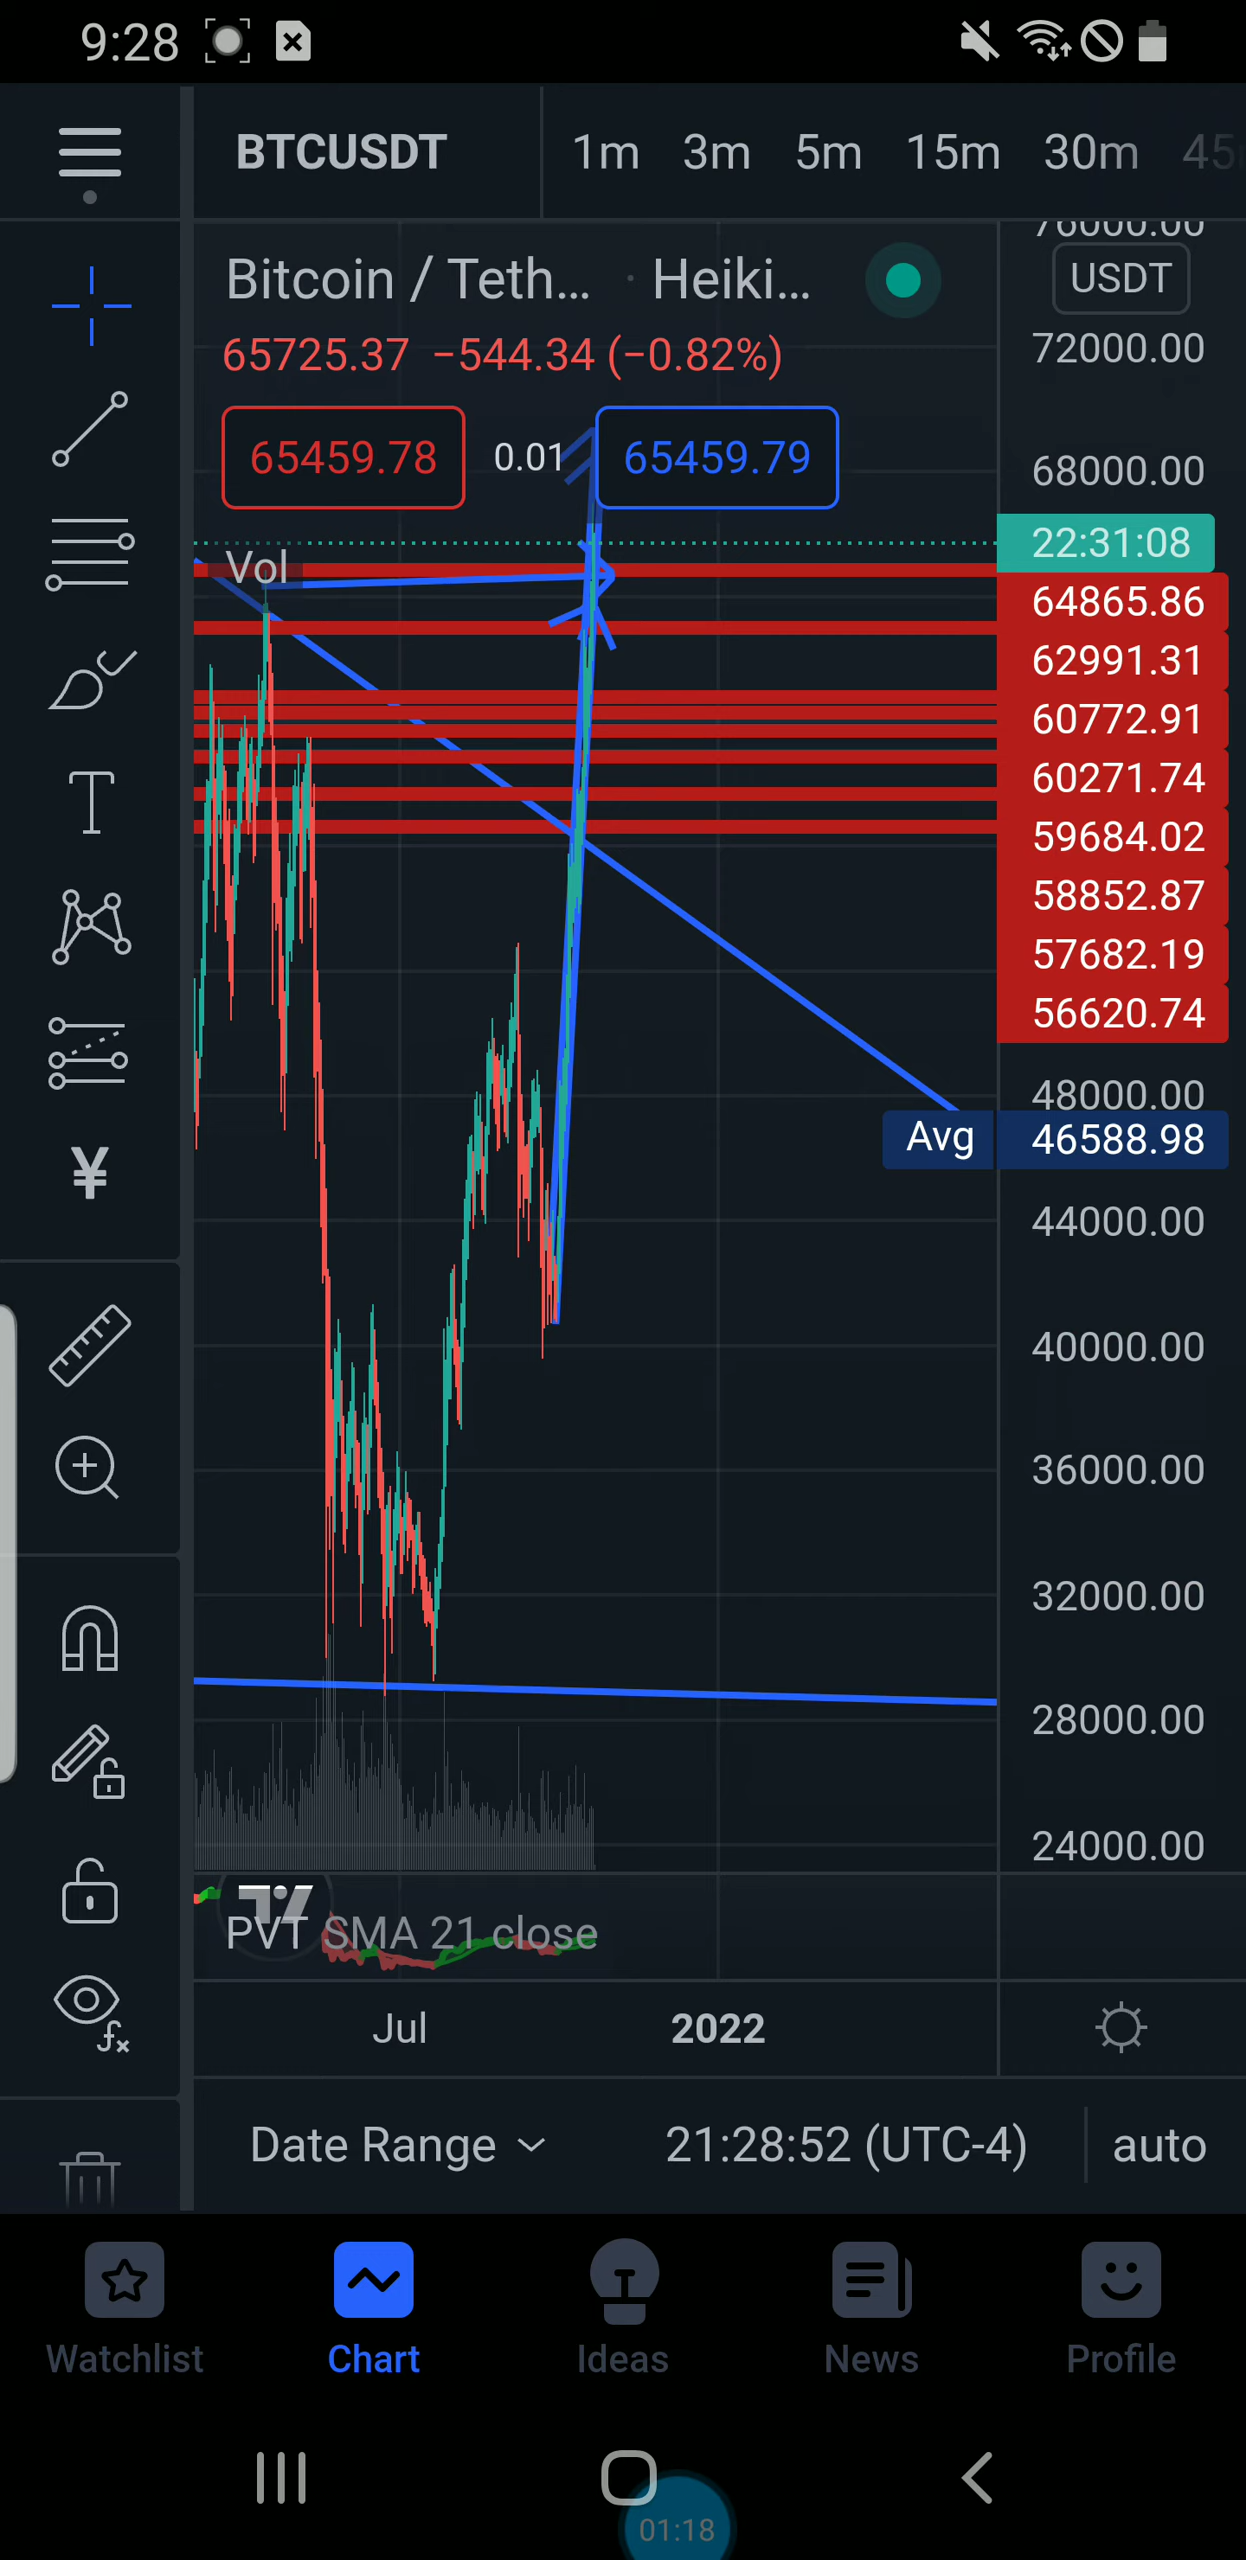 9:28
BTCUSDT 1m 3m 5m 15m 30m 45
Bitcoin / Teth... · Heiki...
65725.37 −544.34 (−0.82%)
65459.78 0.01 65459.79
Vol
76000.00
USDT
72000.00
68000.00
22:31:08
64865.86
62991.31
60772.91
60271.74
59684.02
58852.87
57682.19
56620.74
48000.00
Avg 46588.98
44000.00
40000.00
36000.00
32000.00
28000.00
24000.00
PVT SMA 21 close
Jul 2022
Date Range 21:28:52 (UTC-4) auto
Watchlist Chart Ideas News Profile
01:18